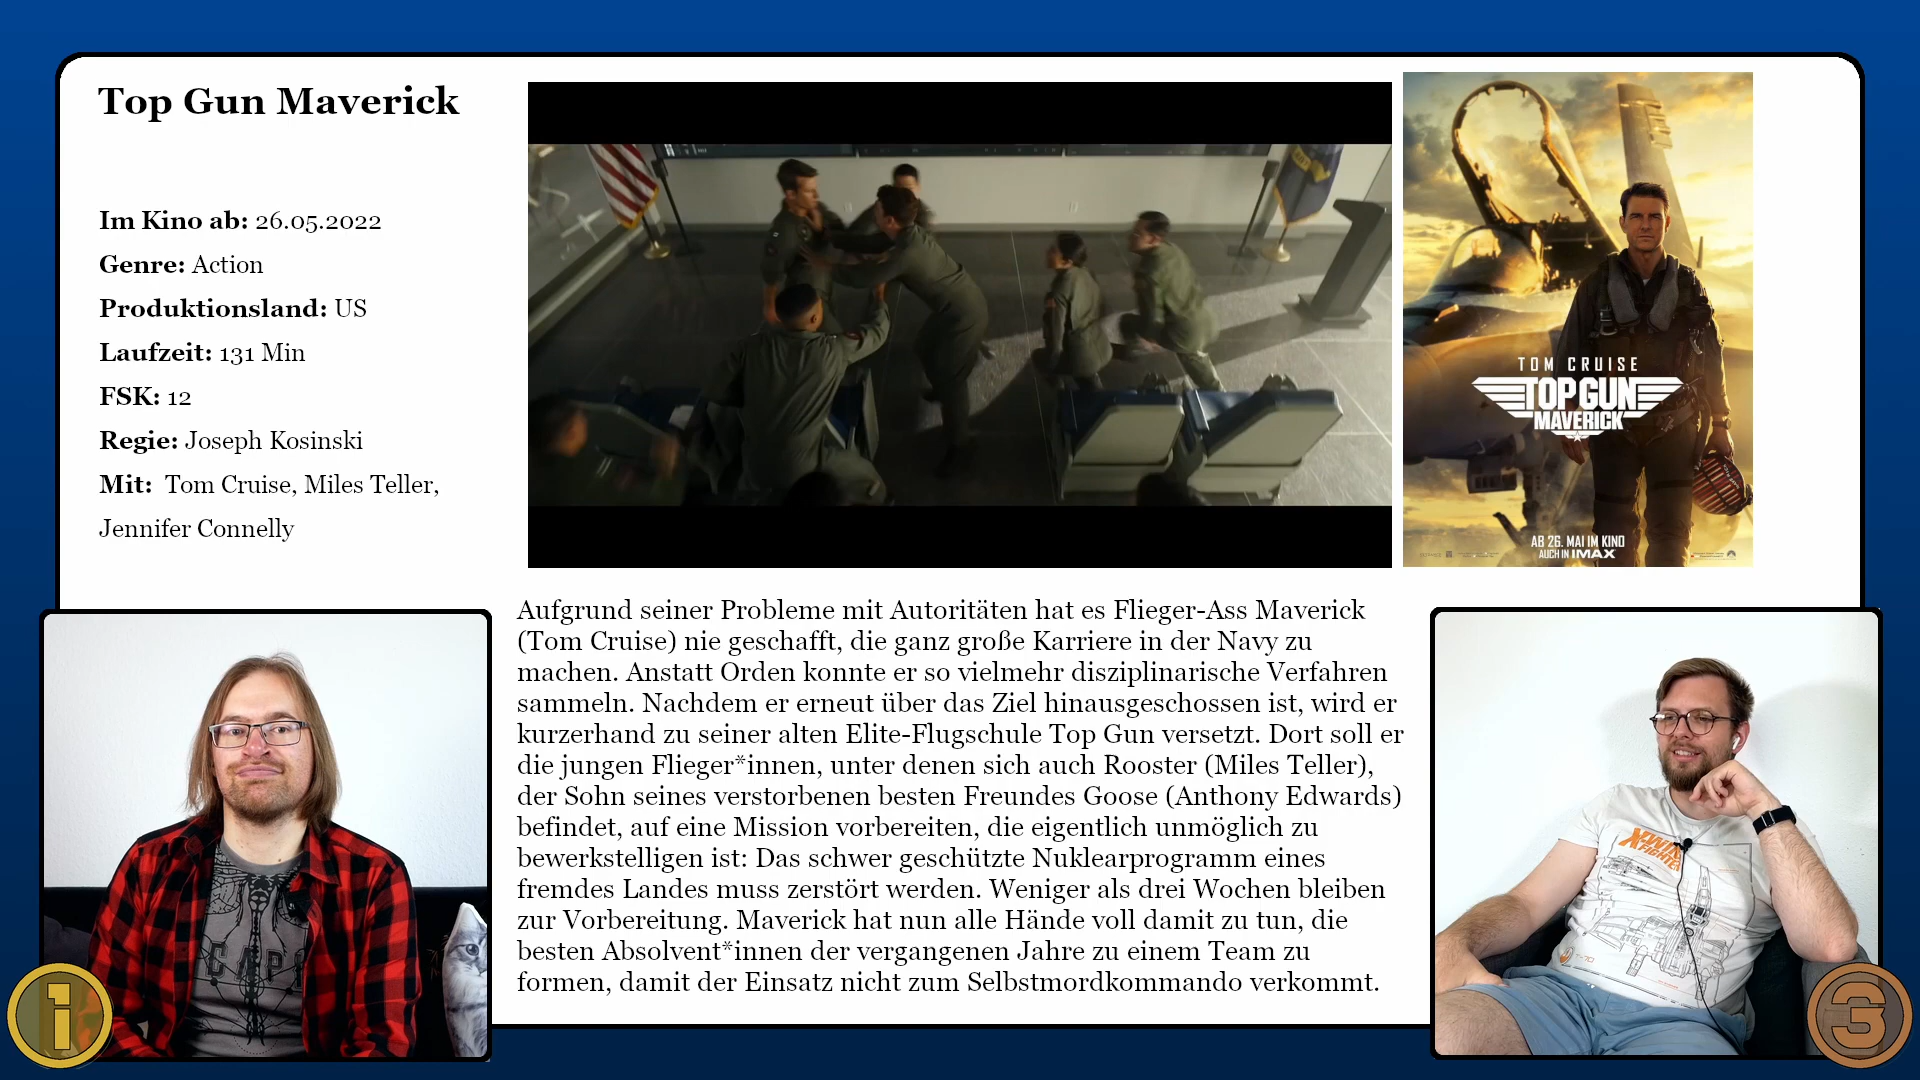 Top Gun Maverick
Im Kino ab: 26.05.2022
Genre: Action
Produktionsland: US
Laufzeit: 131 Min
FSK: 12
Regie: Joseph Kosinski
Mit: Tom Cruise, Miles Teller,
Jennifer Connelly
TOM CRUISE
TOP GUN
MAVERICK
AB 26. MAI IM KINO
AUCH IN IMAX
Aufgrund seiner Probleme mit Autoritäten hat es Flieger-Ass Maverick
(Tom Cruise) nie geschafft, die ganz große Karriere in der Navy zu
machen. Anstatt Orden konnte er so vielmehr disziplinarische Verfahren
sammeln. Nachdem er erneut über das Ziel hinausgeschossen ist, wird er
kurzerhand zu seiner alten Elite-Flugschule Top Gun versetzt. Dort soll er
die jungen Flieger*innen, unter denen sich auch Rooster (Miles Teller),
der Sohn seines verstorbenen besten Freundes Goose (Anthony Edwards)
befindet, auf eine Mission vorbereiten, die eigentlich unmöglich zu
bewerkstelligen ist: Das schwer geschützte Nuklearprogramm eines
fremdes Landes muss zerstört werden. Weniger als drei Wochen bleiben
zur Vorbereitung. Maverick hat nun alle Hände voll damit zu tun, die
besten Absolvent*innen der vergangenen Jahre zu einem Team zu
formen, damit der Einsatz nicht zum Selbstmordkommando verkommt.
1
3